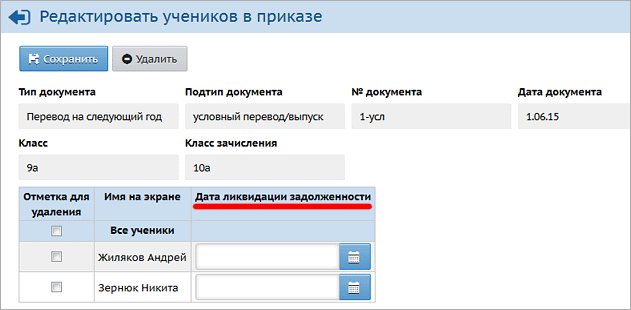 Редактировать учеников в приказе
Сохранить Удалить
Тип документа Подтип документа № документа Дата документа
Перевод на следующий год условный перевод/выпуск 1-усл 1.06.15
Класс Класс зачисления
9а 10а
Отметка для удаления Имя на экране Дата ликвидации задолженности
Все ученики
Жиляков Андрей
Зернюк Никита